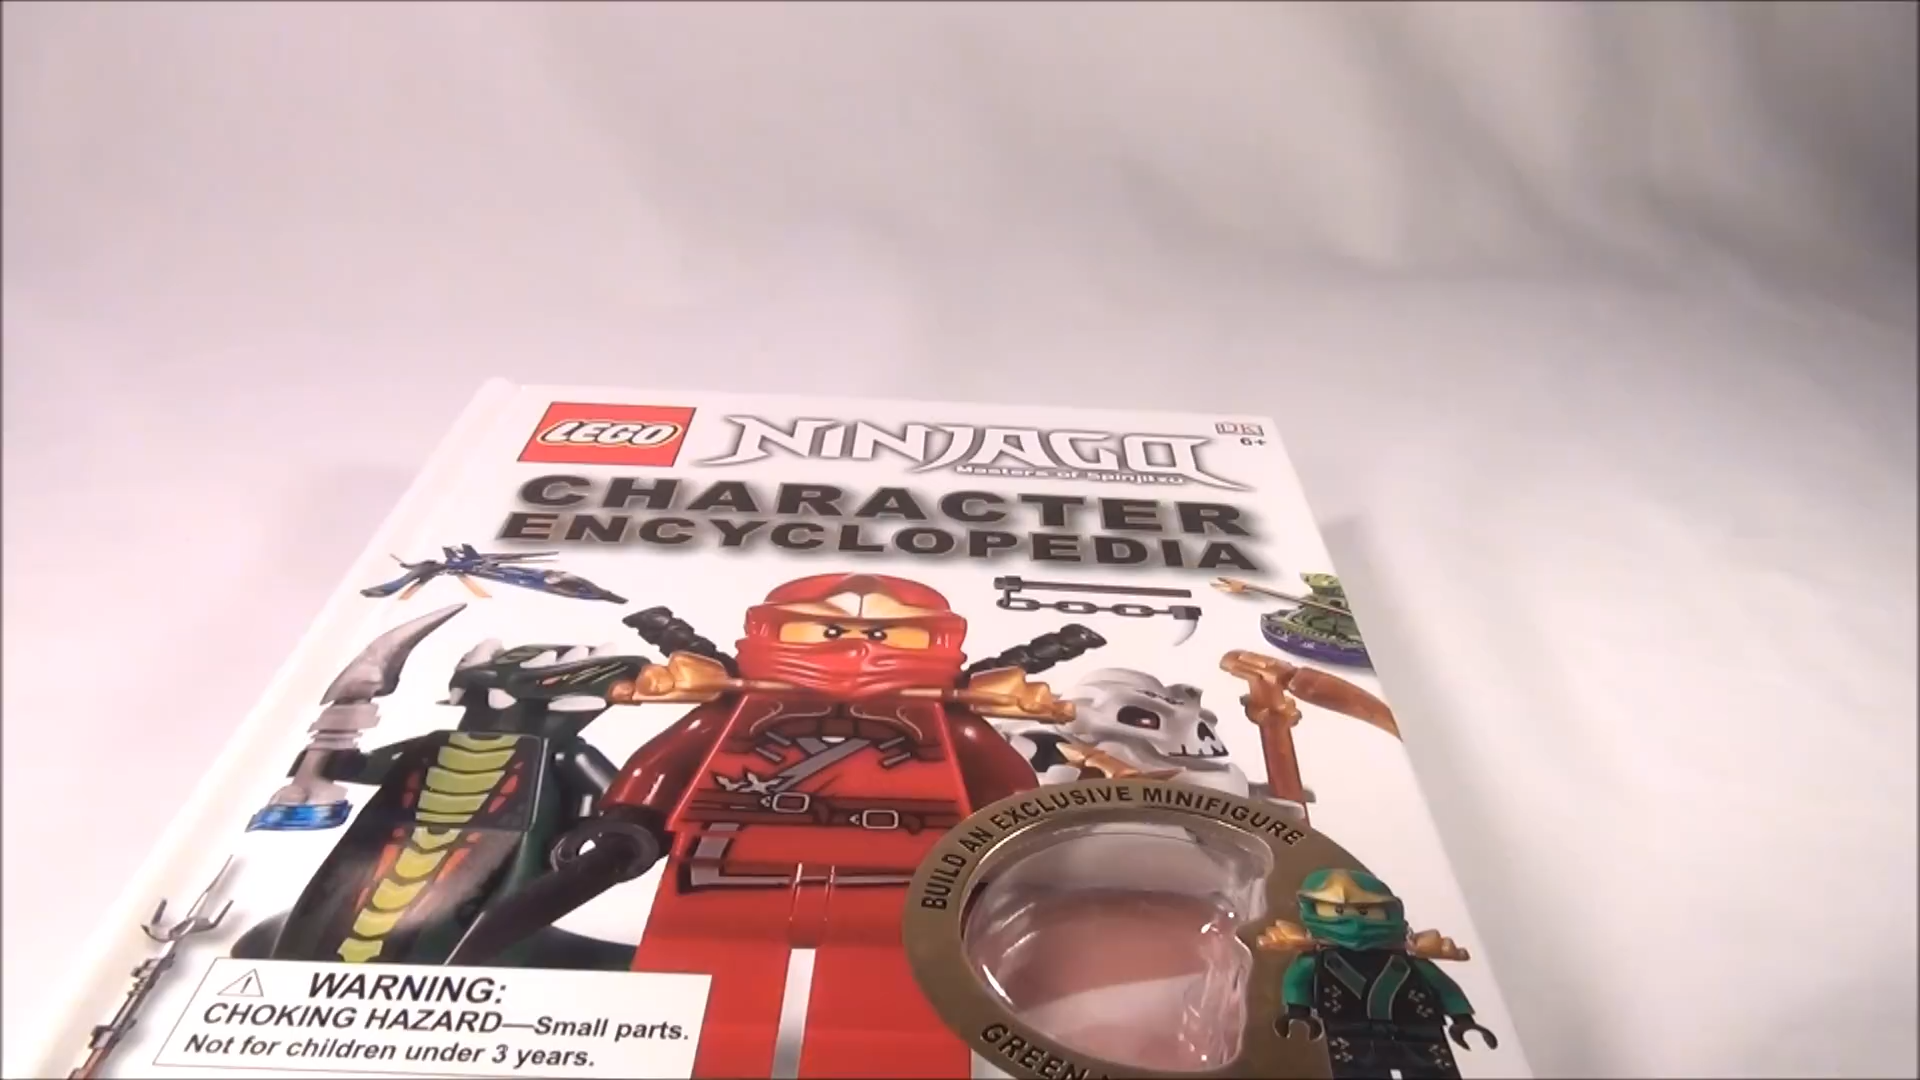 LEGO NINJAGO
Masters of Spinjitzu
DK
6+
CHARACTER
ENCYCLOPEDIA
BUILD AN EXCLUSIVE MINIFIGURE
GREEN
WARNING:
CHOKING HAZARD—Small parts.
Not for children under 3 years.